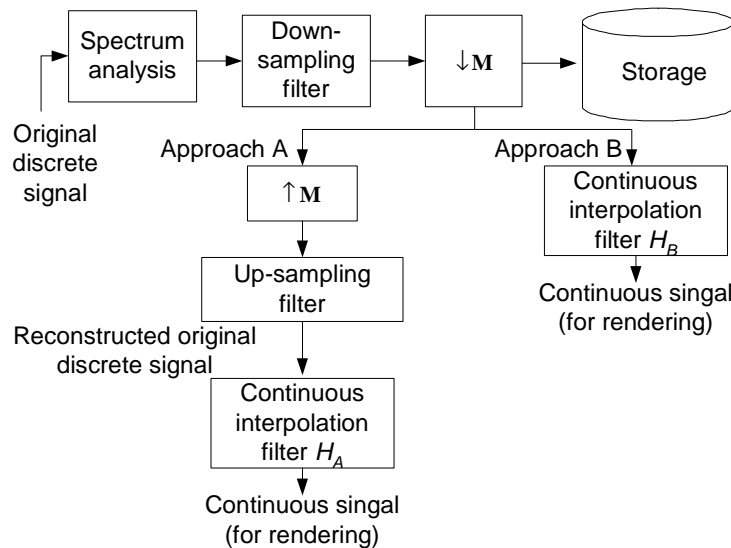 Spectrum
analysis
Down-
sampling
filter
↓M
Storage
Original
discrete
signal
Approach A
Approach B
↑M
Continuous
interpolation
filter H_B
Up-sampling
filter
Continuous singal
(for rendering)
Reconstructed original
discrete signal
Continuous
interpolation
filter H_A
Continuous singal
(for rendering)